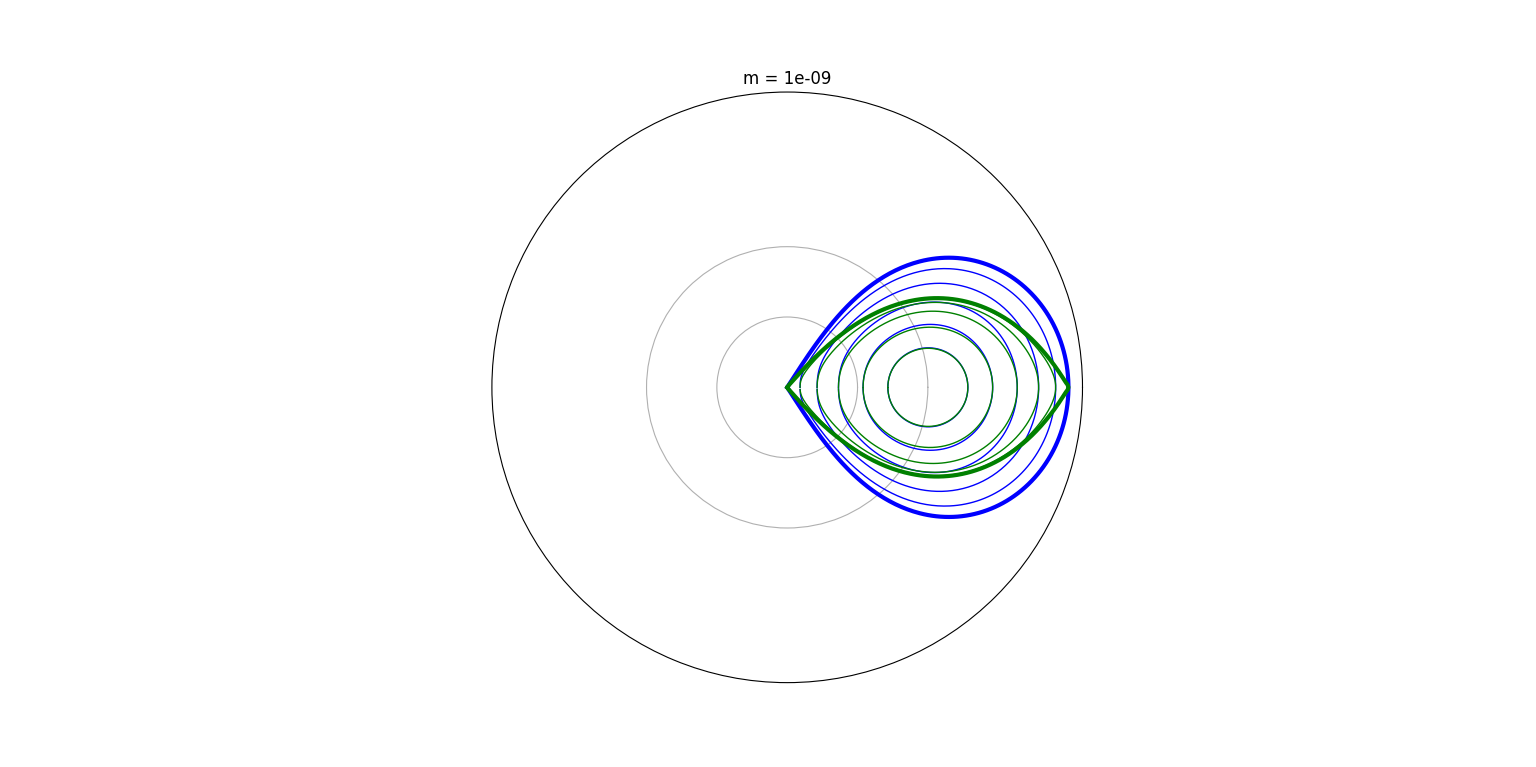 m = 1e-09